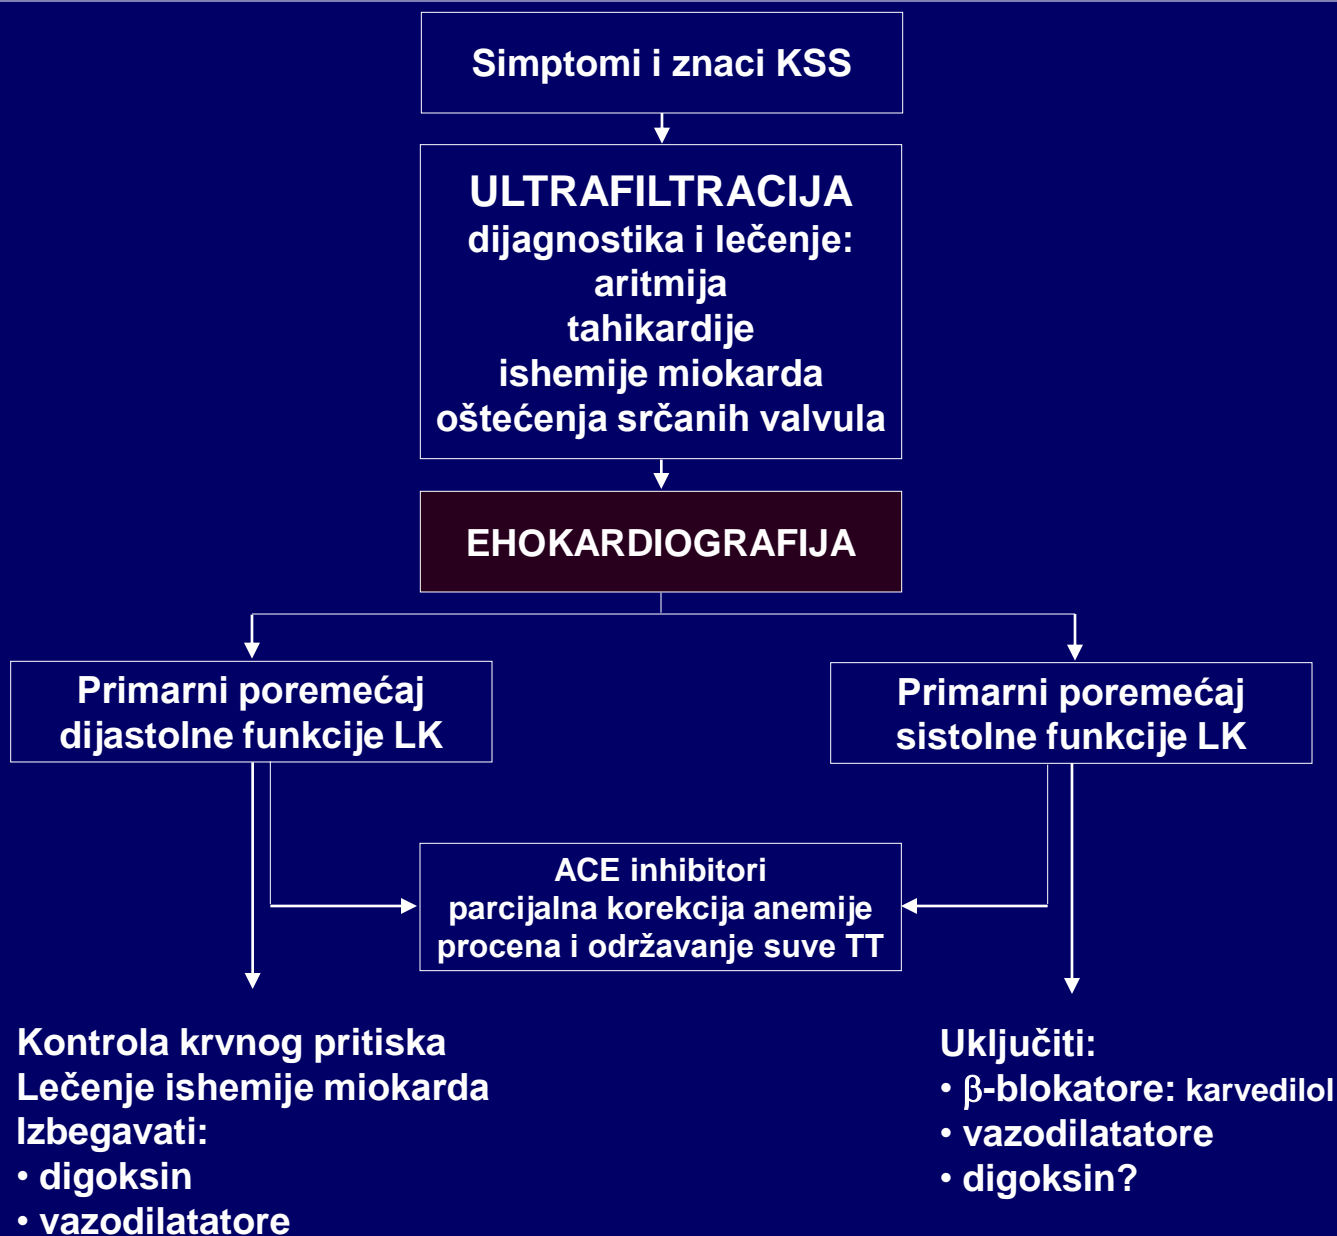 Simptomi i znaci KSS
ULTRAFILTRACIJA
dijagnostika i lečenje:
aritmija
tahikardije
ishemije miokarda
oštećenja srčanih valvula
EHOKARDIOGRAFIJA
Primarni poremećaj
dijastolne funkcije LK
Primarni poremećaj
sistolne funkcije LK
ACE inhibitori
parcijalna korekcija anemije
procena i održavanje suve TT
Kontrola krvnog pritiska
Lečenje ishemije miokarda
Izbegavati:
• digoksin
• vazodilatatore
Uključiti:
• β-blokatore: karvedilol
• vazodilatatore
• digoksin?